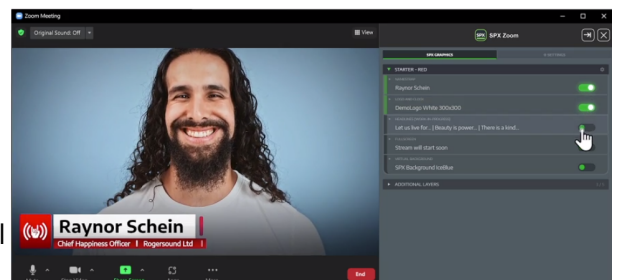 Zoom Meeting
Original Sound: Off
View
SPX Zoom
SPX GRAPHICS
STARTER - RED
Raynor Schein
DemoLogo White 300x300
Let us live for... | Beauty is power... | There is a kind...
Stream will start soon
SPX Background IceBlue
ADDITIONAL LAYERS
Raynor Schein
Chief Happiness Officer | Rogersound Ltd
End